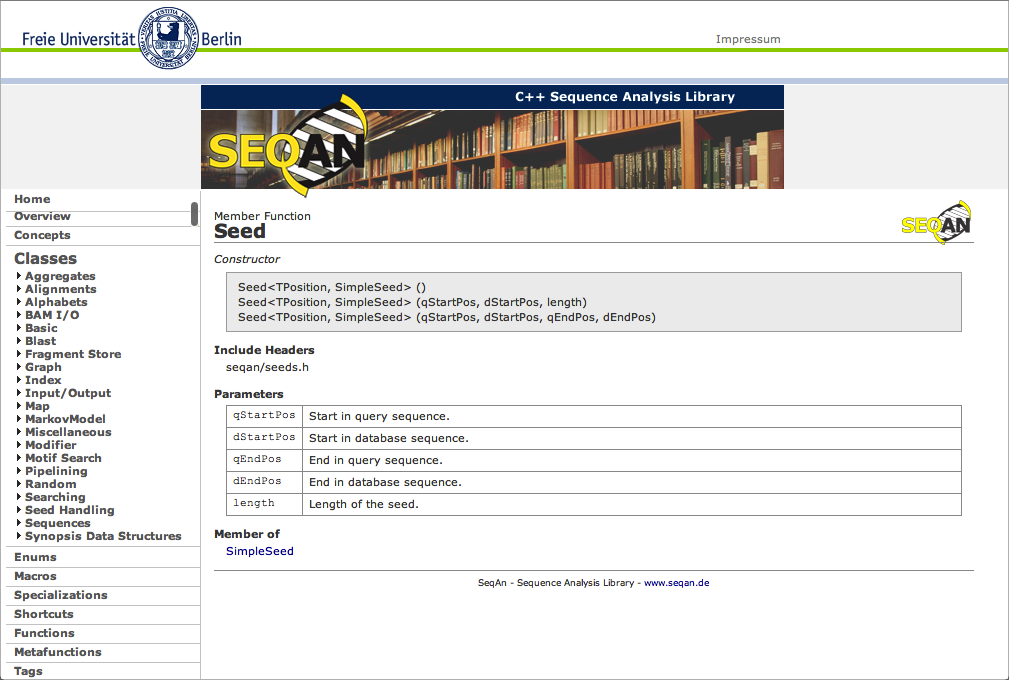 Freie Universität Berlin
Impressum
C++ Sequence Analysis Library
SEQAN
Home
Overview
Concepts
Classes
Aggregates
Alignments
Alphabets
BAM I/O
Basic
Blast
Fragment Store
Graph
Index
Input/Output
Map
MarkovModel
Miscellaneous
Modifier
Motif Search
Pipelining
Random
Searching
Seed Handling
Sequences
Synopsis Data Structures
Enums
Macros
Specializations
Shortcuts
Functions
Metafunctions
Tags
Member Function
Seed
SEQAN
Constructor
Seed<TPosition, SimpleSeed> ()
Seed<TPosition, SimpleSeed> (qStartPos, dStartPos, length)
Seed<TPosition, SimpleSeed> (qStartPos, dStartPos, qEndPos, dEndPos)
Include Headers
seqan/seeds.h
Parameters
qStartPos Start in query sequence.
dStartPos Start in database sequence.
qEndPos End in query sequence.
dEndPos End in database sequence.
length Length of the seed.
Member of
SimpleSeed
SeqAn - Sequence Analysis Library - www.seqan.de